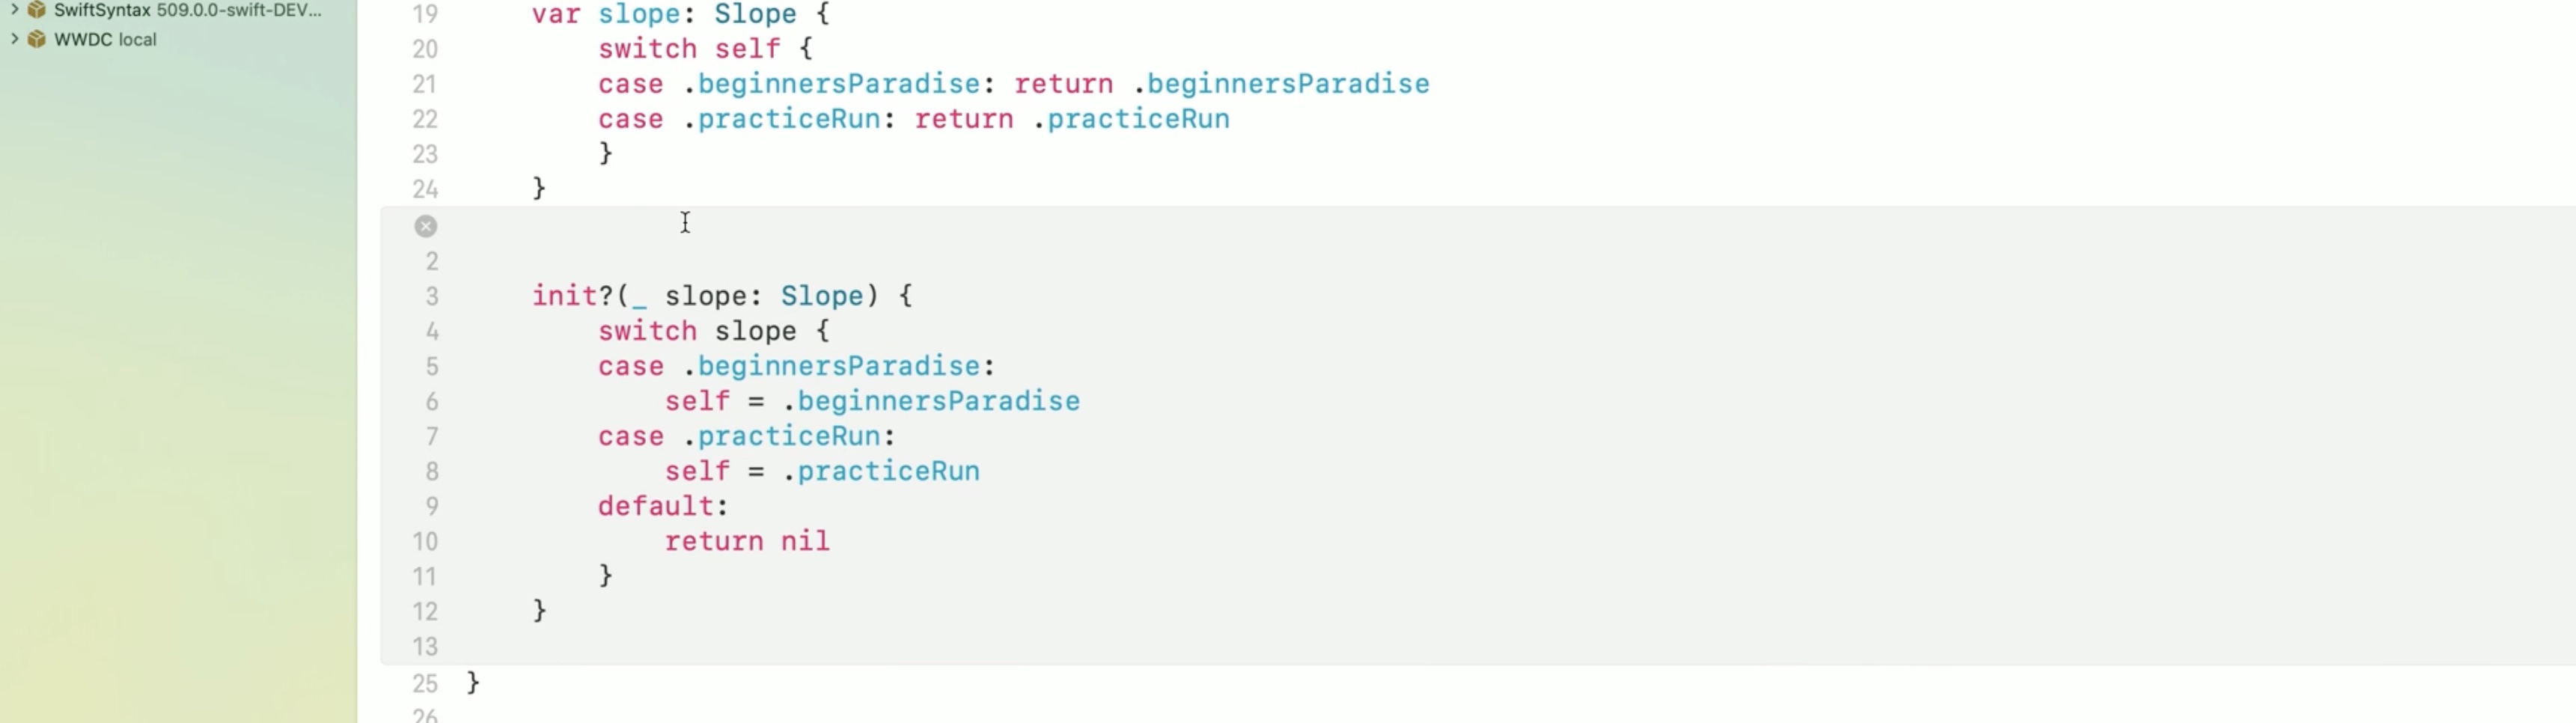 SwiftSyntax 509.0.0-swift-DEV...
WWDC local
19 var slope: Slope {
20 switch self {
21 case .beginnersParadise: return .beginnersParadise
22 case .practiceRun: return .practiceRun
23 }
24 }
2
3 init?(_ slope: Slope) {
4 switch slope {
5 case .beginnersParadise:
6 self = .beginnersParadise
7 case .practiceRun:
8 self = .practiceRun
9 default:
10 return nil
11 }
12 }
13
25 }
26